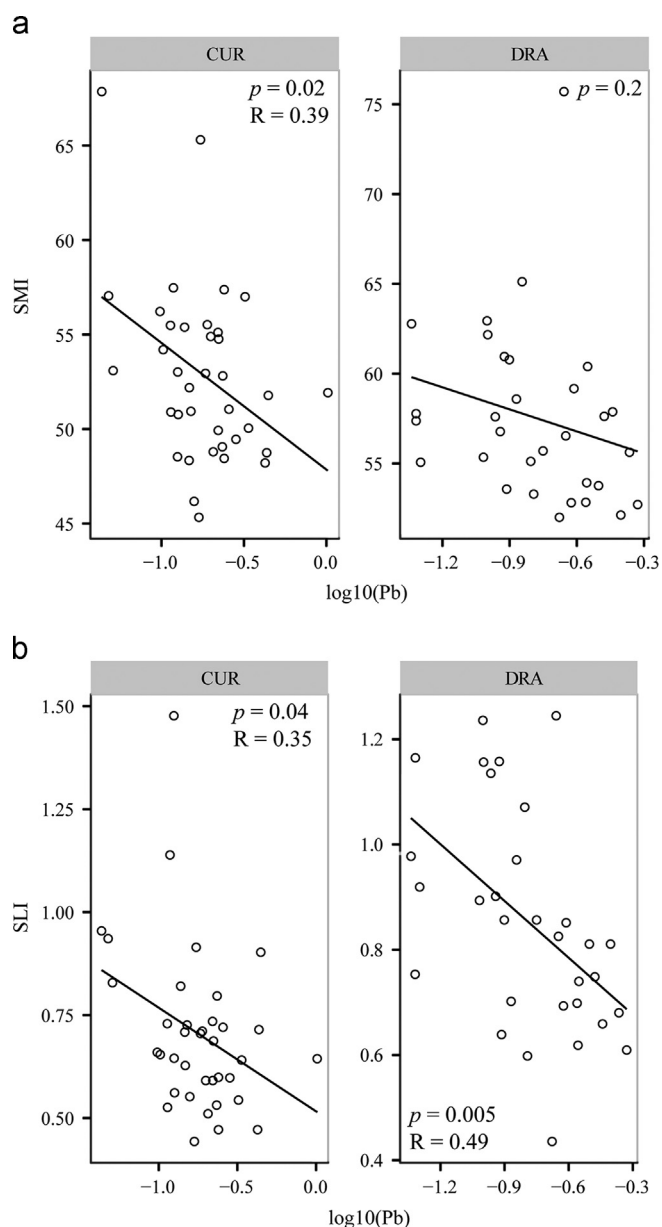 a
CUR
DRA
p = 0.02
R = 0.39
p = 0.2
SMI
65
60
55
50
45
75
70
65
60
55
−1.0
−0.5
0.0
−1.2
−0.9
−0.6
−0.3
log10(Pb)
b
CUR
DRA
p = 0.04
R = 0.35
p = 0.005
R = 0.49
SLI
1.50
1.25
1.00
0.75
0.50
1.2
1.0
0.8
0.6
0.4
−1.0
−0.5
0.0
−1.2
−0.9
−0.6
−0.3
log10(Pb)